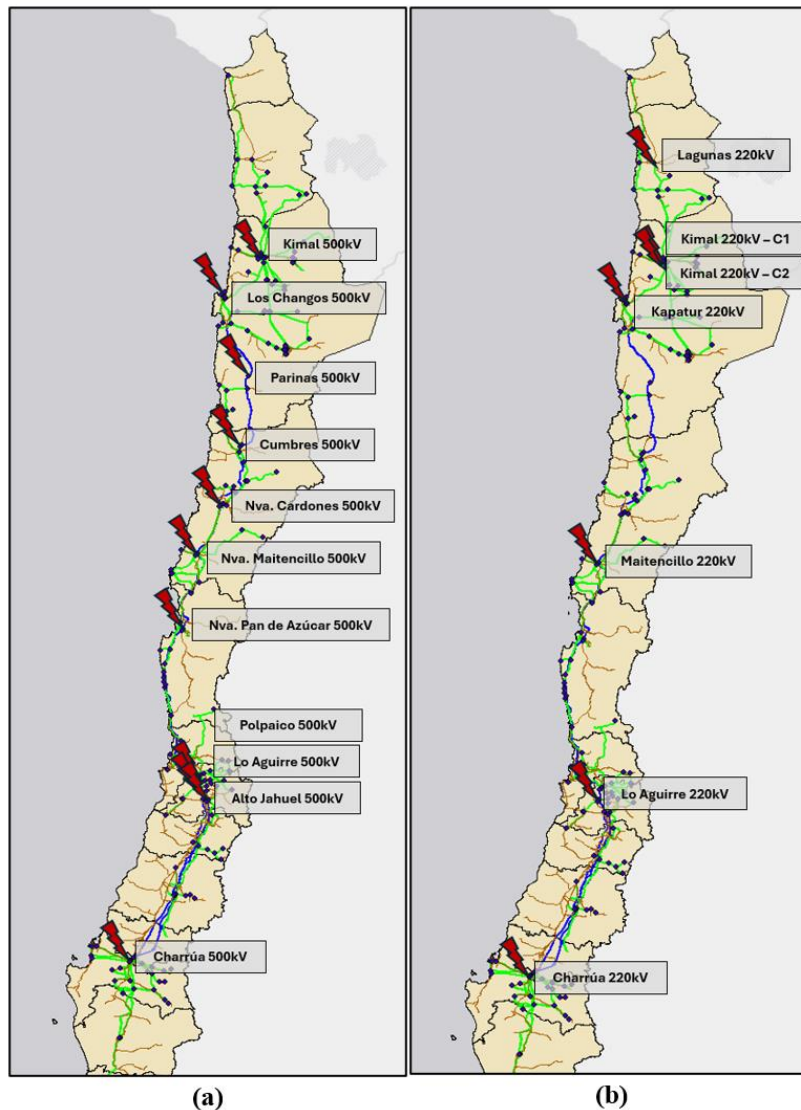 Kimal 500kV
Los Changos 500kV
Parinas 500kV
Cumbres 500kV
Nva. Cardones 500kV
Nva. Maitencillo 500kV
Nva. Pan de Azúcar 500kV
Polpaico 500kV
Lo Aguirre 500kV
Alto Jahuel 500kV
Charrúa 500kV
(a)
Lagunas 220kV
Kimal 220kV – C1
Kimal 220kV – C2
Kapatur 220kV
Maitencillo 220kV
Lo Aguirre 220kV
Charrúa 220kV
(b)